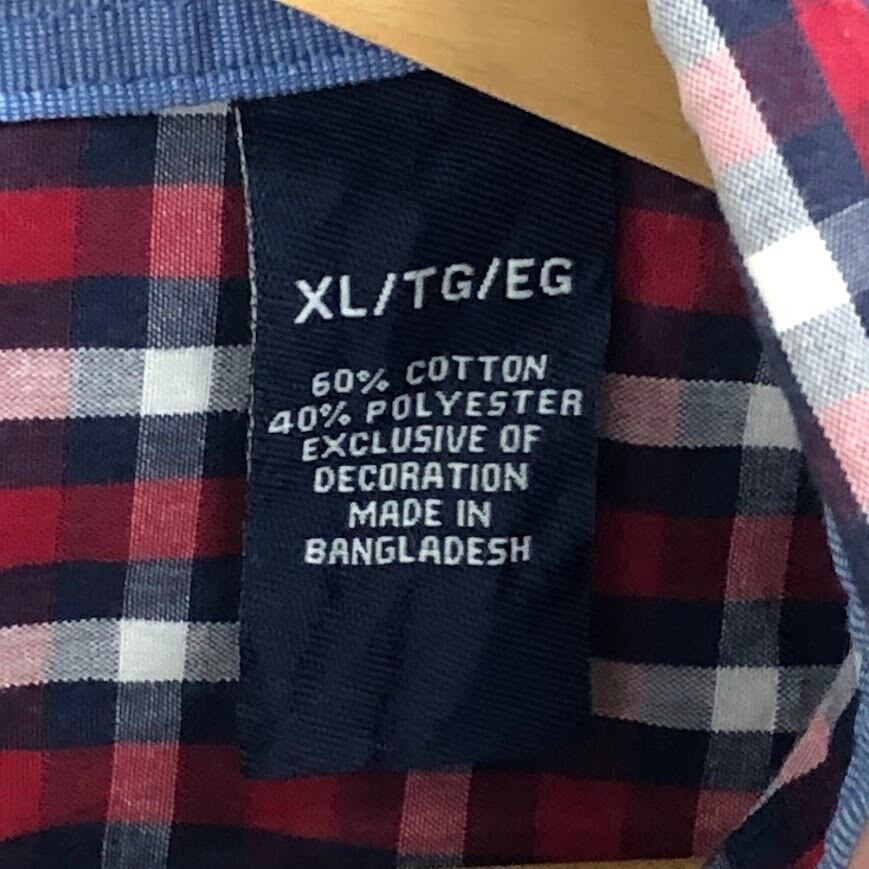 XL/TG/EG
60% COTTON
40% POLYESTER
EXCLUSIVE OF
DECORATION
MADE IN
BANGLADESH